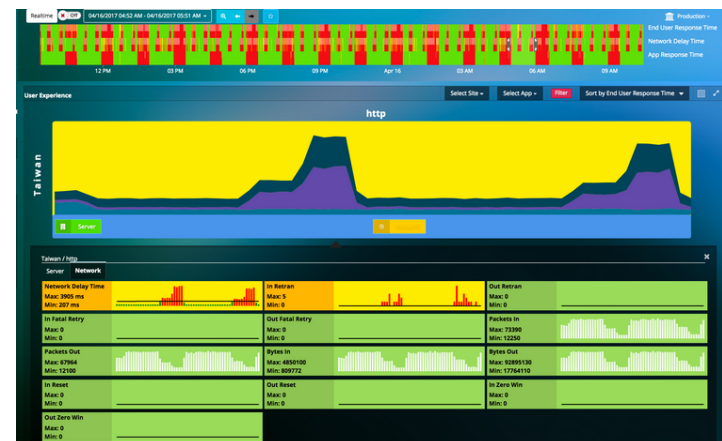 Realtime Off 04/16/2017 04:52 AM - 04/16/2017 05:51 AM
Production
End User Response Time
Network Delay Time
App Response Time
12 PM 03 PM 06 PM 09 PM Apr 16 03 AM 06 AM 09 AM
User Experience Select Site Select App Filter Sort by End User Response Time
http
Taiwan
Server
Taiwan / http
Server Network
Network Delay Time
Max: 3905 ms
Min: 207 ms
In Retran
Max: 5
Min: 0
Out Retran
Max: 0
Min: 0
In Fatal Retry
Max: 0
Min: 0
Out Fatal Retry
Max: 0
Min: 0
Packets In
Max: 73390
Min: 12250
Packets Out
Max: 67964
Min: 12100
Bytes In
Max: 4850100
Min: 809772
Bytes Out
Max: 92895130
Min: 17764110
In Reset
Max: 0
Min: 0
Out Reset
Max: 0
Min: 0
In Zero Win
Max: 0
Min: 0
Out Zero Win
Max: 0
Min: 0